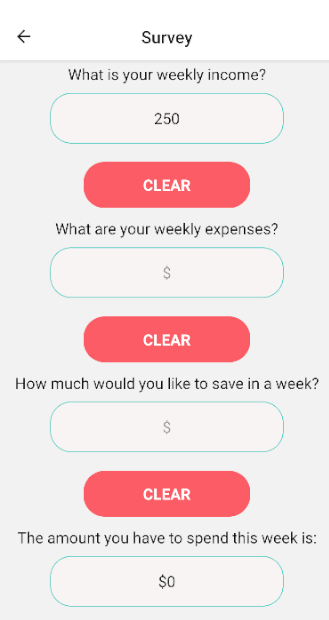 Survey
What is your weekly income?
250
CLEAR
What are your weekly expenses?
$
CLEAR
How much would you like to save in a week?
$
CLEAR
The amount you have to spend this week is:
$0